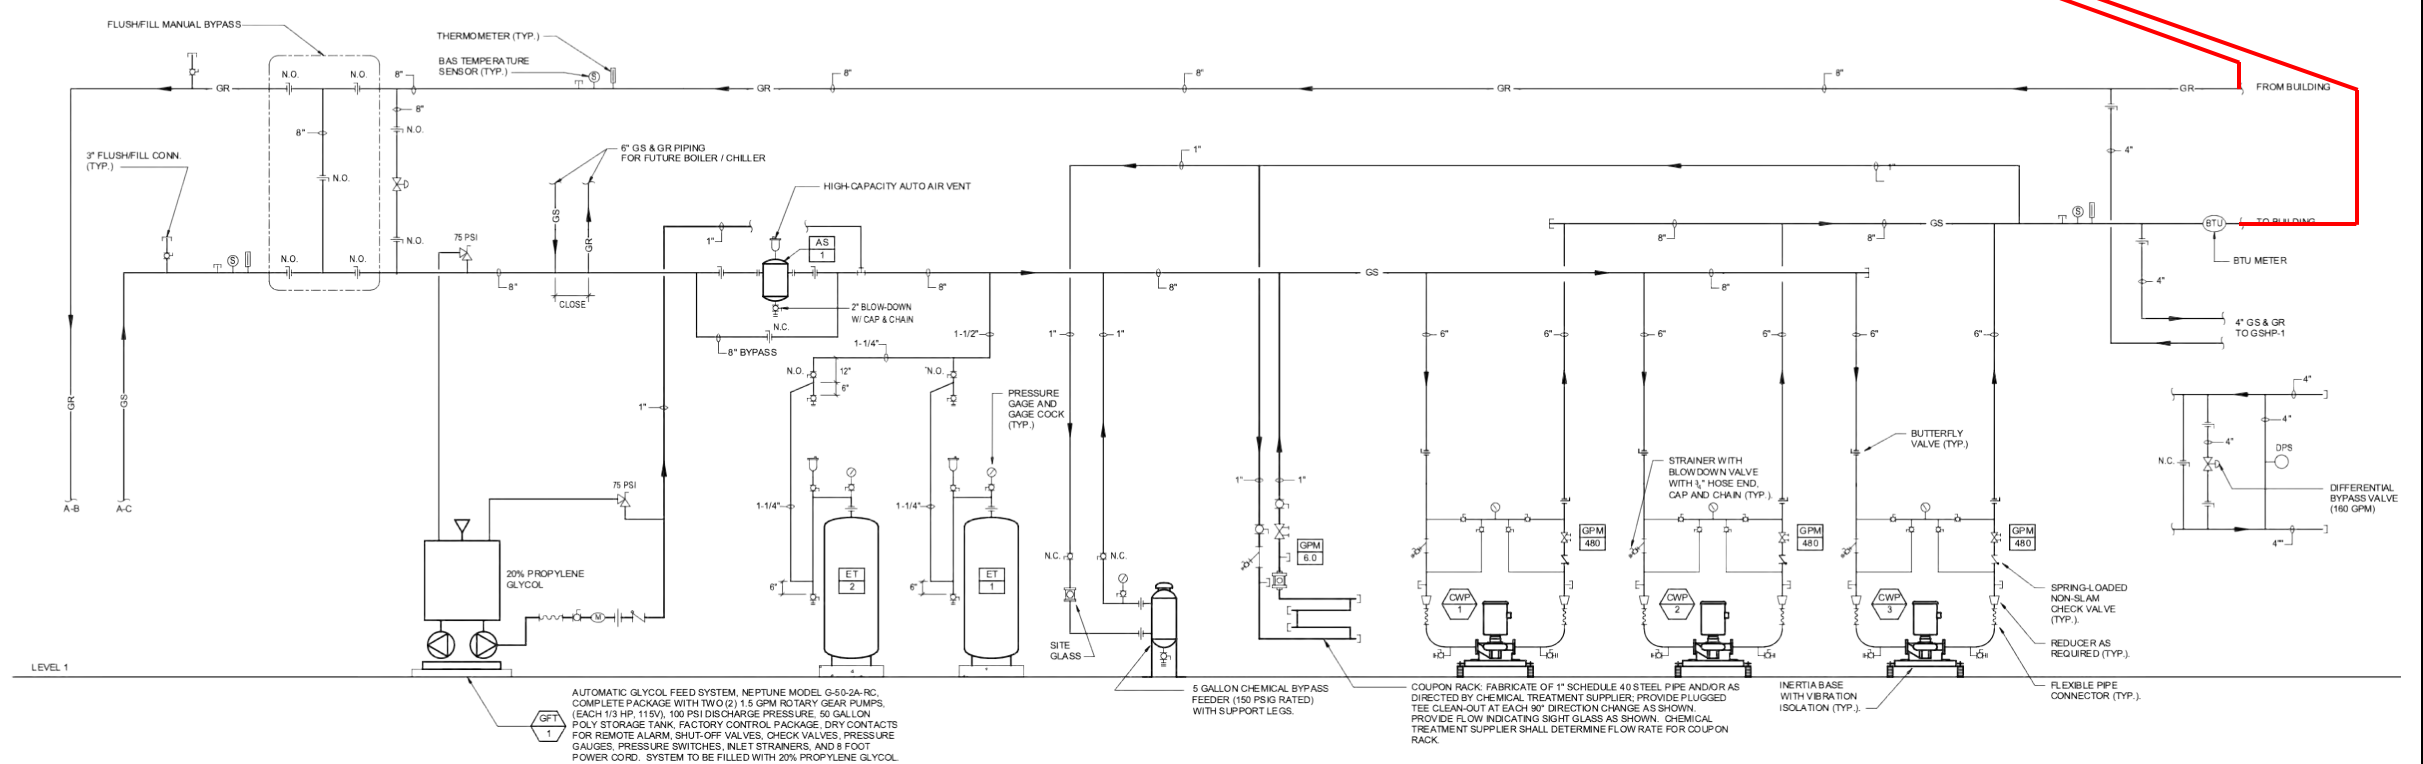 FLUSH/FILL MANUAL BYPASS
THERMOMETER (TYP.)
BAS TEMPERATURE
SENSOR (TYP.)
S
N.O.
N.O.
8"
8"
8"
8"
GR
GR
GR
GR
FROM BUILDING
8"
N.O.
8"
4"
3" FLUSH/FILL CONN.
(TYP.)
6" GS & GR PIPING
FOR FUTURE BOILER / CHILLER
1"
1"
N.O.
HIGH-CAPACITY AUTO AIR VENT
GS
GR
S
GS
BTU
TO BUILDING
75 PSI
N.O.
1"
AS
1
8"
8"
S
N.O.
N.O.
BTU METER
GS
8"
8"
8"
8"
4"
CLOSE
2" BLOW-DOWN
W/ CAP & CHAIN
N.C.
8" BYPASS
1-1/2"
1-1/4"
1"
1"
6"
6"
6"
6"
6"
6"
4" GS & GR
TO GSHP-1
N.O.
12"
6"
N.O.
PRESSURE
GAGE AND
GAGE COCK
(TYP.)
GR
GS
1"
4"
4"
4"
DPS
N.C.
BUTTERFLY
VALVE (TYP.)
STRAINER WITH
BLOWDOWN VALVE
WITH ¾" HOSE END,
CAP AND CHAIN (TYP.).
DIFFERENTIAL
BYPASS VALVE
(160 GPM)
4""
A-B
A-C
75 PSI
1-1/4"
1-1/4"
1"
1"
GPM
480
GPM
480
GPM
480
GPM
6.0
N.C.
N.C.
20% PROPYLENE
GLYCOL
ET
2
ET
1
6"
6"
M
CWP
1
CWP
2
CWP
3
SPRING-LOADED
NON-SLAM
CHECK VALVE
(TYP.).
SITE
GLASS
REDUCER AS
REQUIRED (TYP.).
LEVEL 1
GFT
1
AUTOMATIC GLYCOL FEED SYSTEM, NEPTUNE MODEL G-50-2A-RC,
COMPLETE PACKAGE WITH TWO (2) 1.5 GPM ROTARY GEAR PUMPS,
(EACH 1/3 HP, 115V), 100 PSI DISCHARGE PRESSURE, 50 GALLON
POLY STORAGE TANK, FACTORY CONTROL PACKAGE, DRY CONTACTS
FOR REMOTE ALARM, SHUT-OFF VALVES, CHECK VALVES, PRESSURE
GAUGES, PRESSURE SWITCHES, INLET STRAINERS, AND 8 FOOT
POWER CORD. SYSTEM TO BE FILLED WITH 20% PROPYLENE GLYCOL.
5 GALLON CHEMICAL BYPASS
FEEDER (150 PSIG RATED)
WITH SUPPORT LEGS.
COUPON RACK: FABRICATE OF 1" SCHEDULE 40 STEEL PIPE AND/OR AS
DIRECTED BY CHEMICAL TREATMENT SUPPLIER; PROVIDE PLUGGED
TEE CLEAN-OUT AT EACH 90° DIRECTION CHANGE AS SHOWN.
PROVIDE FLOW INDICATING SIGHT GLASS AS SHOWN. CHEMICAL
TREATMENT SUPPLIER SHALL DETERMINE FLOW RATE FOR COUPON
RACK.
INERTIA BASE
WITH VIBRATION
ISOLATION (TYP.).
FLEXIBLE PIPE
CONNECTOR (TYP.).